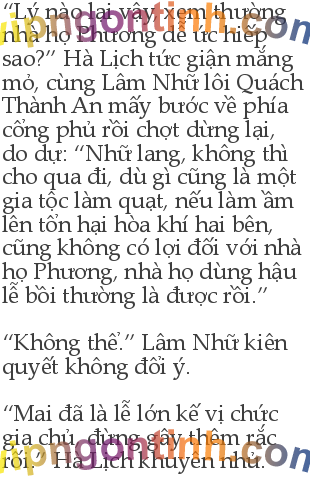 “Lý nào lại vậy, xem thường
nhà họ Phương dễ ức hiếp
sao?” Hà Lịch tức giận mắng
mỏ, cùng Lâm Nhữ lôi Quách
Thành An mấy bước về phía
cổng phủ rồi chợt dừng lại,
do dự: “Nhữ lang, không thì
cho qua đi, dù gì cũng là một
gia tộc làm quạt, nếu làm ầm
lên tổn hại hòa khí hai bên,
cũng không có lợi đối với nhà
họ Phương, nhà họ dùng hậu
lễ bồi thường là được rồi.”
“Không thể.” Lâm Nhữ kiên
quyết không đổi ý.
“Mai đã là lễ lớn kế vị chức
gia chủ, đừng gây thêm rắc
rối.” Hà Lịch khuyên nhủ.